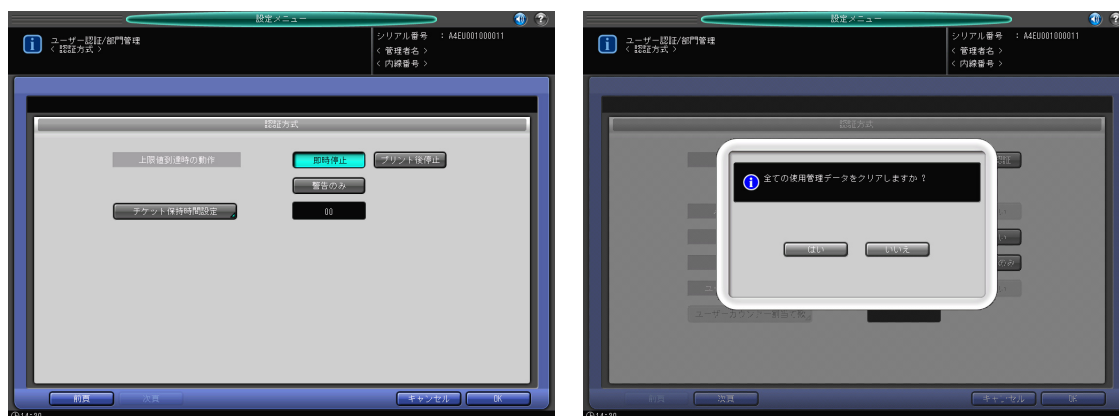 設定メニュー
ユーザー認証/部門管理
< 認証方式 >
シリアル番号 : A4EU001000011
< 管理者名 >
< 内線番号 >
認証方式
上限値到達時の動作
即時停止
プリント後停止
警告のみ
チケット保持時間設定
00
前頁
次頁
キャンセル
OK
14:30
設定メニュー
ユーザー認証/部門管理
< 認証方式 >
シリアル番号 : A4EU001000011
< 管理者名 >
< 内線番号 >
認証方式
全ての使用管理データをクリアしますか ?
はい
いいえ
ユーザーカウンター割当て数
前頁
次頁
キャンセル
OK